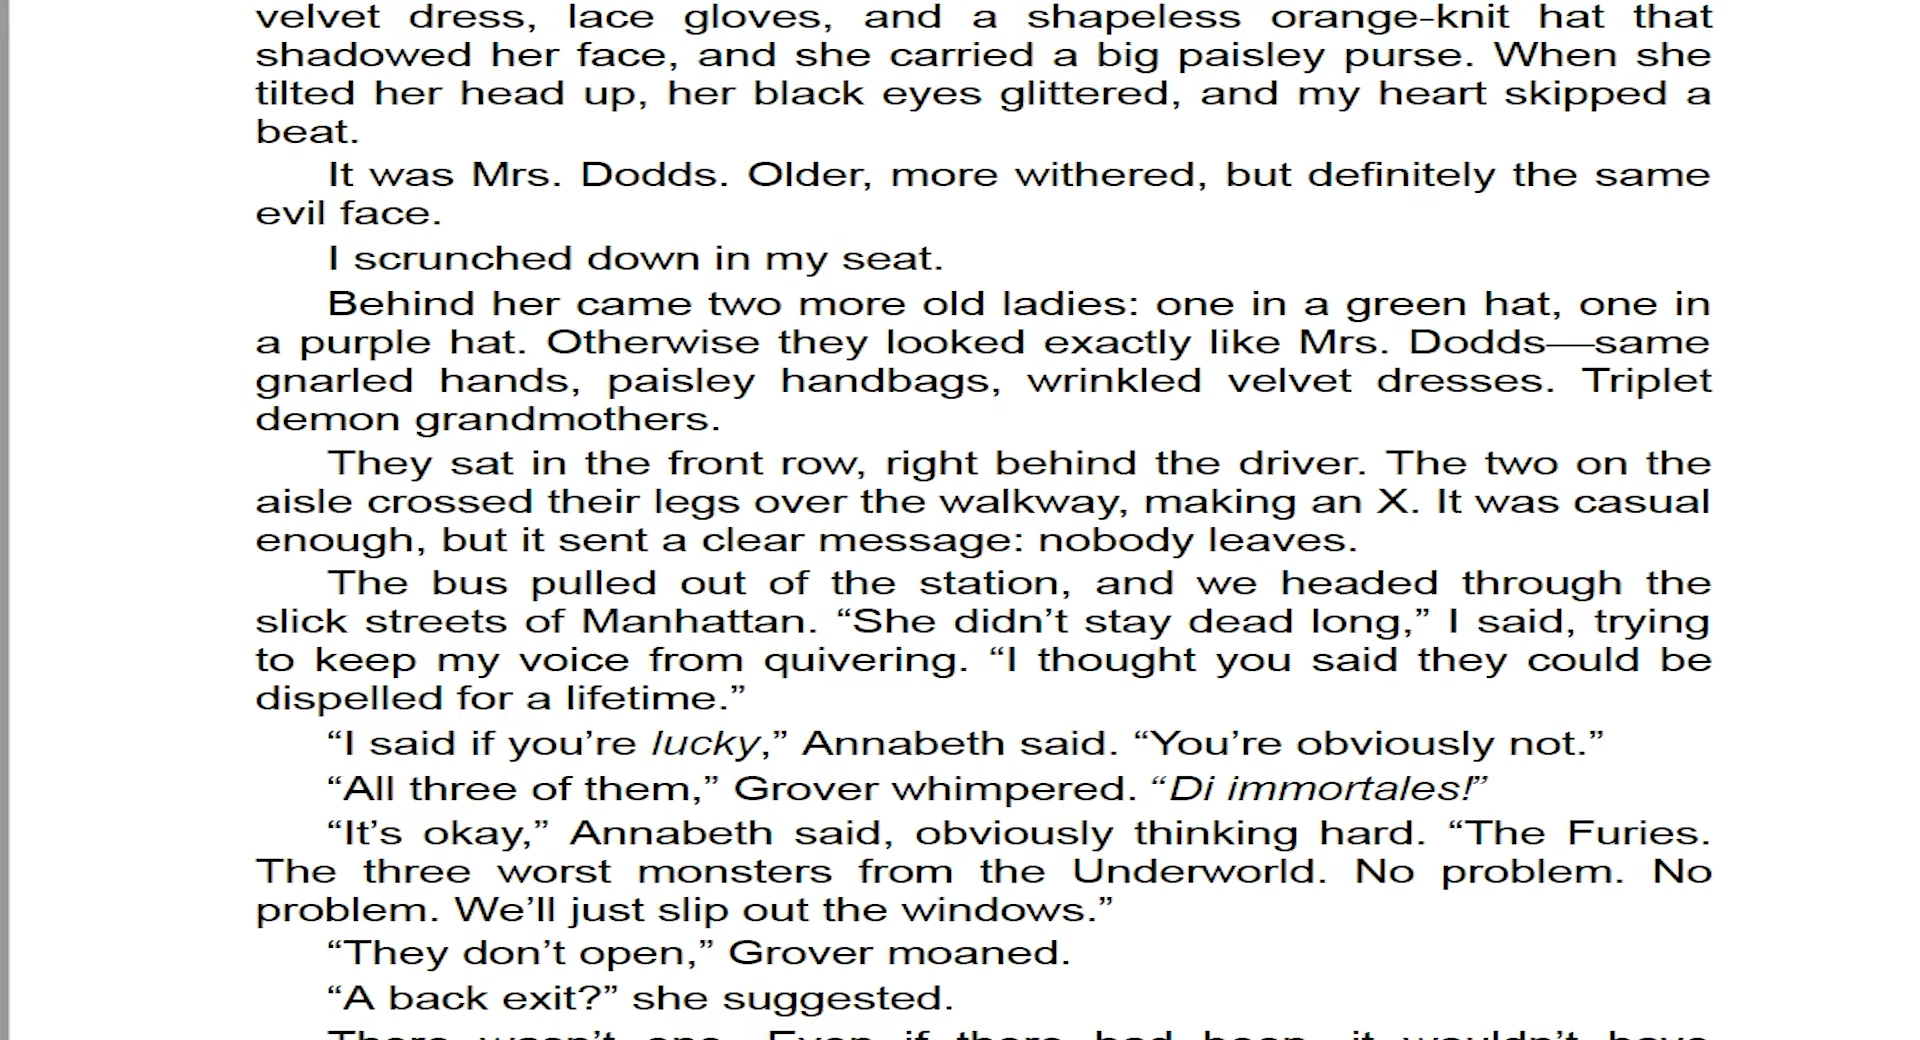 velvet dress, lace gloves, and a shapeless orange-knit hat that
shadowed her face, and she carried a big paisley purse. When she
tilted her head up, her black eyes glittered, and my heart skipped a
beat.
It was Mrs. Dodds. Older, more withered, but definitely the same
evil face.
I scrunched down in my seat.
Behind her came two more old ladies: one in a green hat, one in
a purple hat. Otherwise they looked exactly like Mrs. Dodds—same
gnarled hands, paisley handbags, wrinkled velvet dresses. Triplet
demon grandmothers.
They sat in the front row, right behind the driver. The two on the
aisle crossed their legs over the walkway, making an X. It was casual
enough, but it sent a clear message: nobody leaves.
The bus pulled out of the station, and we headed through the
slick streets of Manhattan. “She didn’t stay dead long,” I said, trying
to keep my voice from quivering. “I thought you said they could be
dispelled for a lifetime.”
“I said if you’re lucky,” Annabeth said. “You’re obviously not.”
“All three of them,” Grover whimpered. “Di immortales!”
“It’s okay,” Annabeth said, obviously thinking hard. “The Furies.
The three worst monsters from the Underworld. No problem. No
problem. We’ll just slip out the windows.”
“They don’t open,” Grover moaned.
“A back exit?” she suggested.
There wasn’t one. Even if there had been, it wouldn’t have